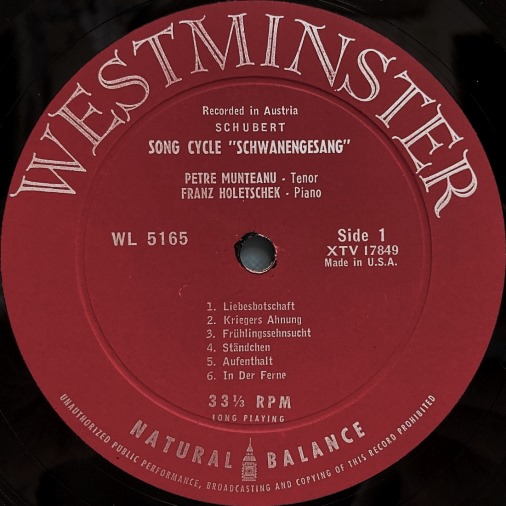 WESTMINSTER
Recorded in Austria
SCHUBERT
SONG CYCLE "SCHWANENGESANG"
PETRE MUNTEANU - Tenor
FRANZ HOLETSCHEK - Piano
WL 5165
Side 1
XTV 17849
Made in U.S.A.
1. Liebesbotschaft
2. Kriegers Ahnung
3. Frühlingssehnsucht
4. Ständchen
5. Aufenthalt
6. In Der Ferne
33⅓ RPM
LONG PLAYING
NATURAL BALANCE
UNAUTHORIZED PUBLIC PERFORMANCE, BROADCASTING AND COPYING OF THIS RECORD PROHIBITED